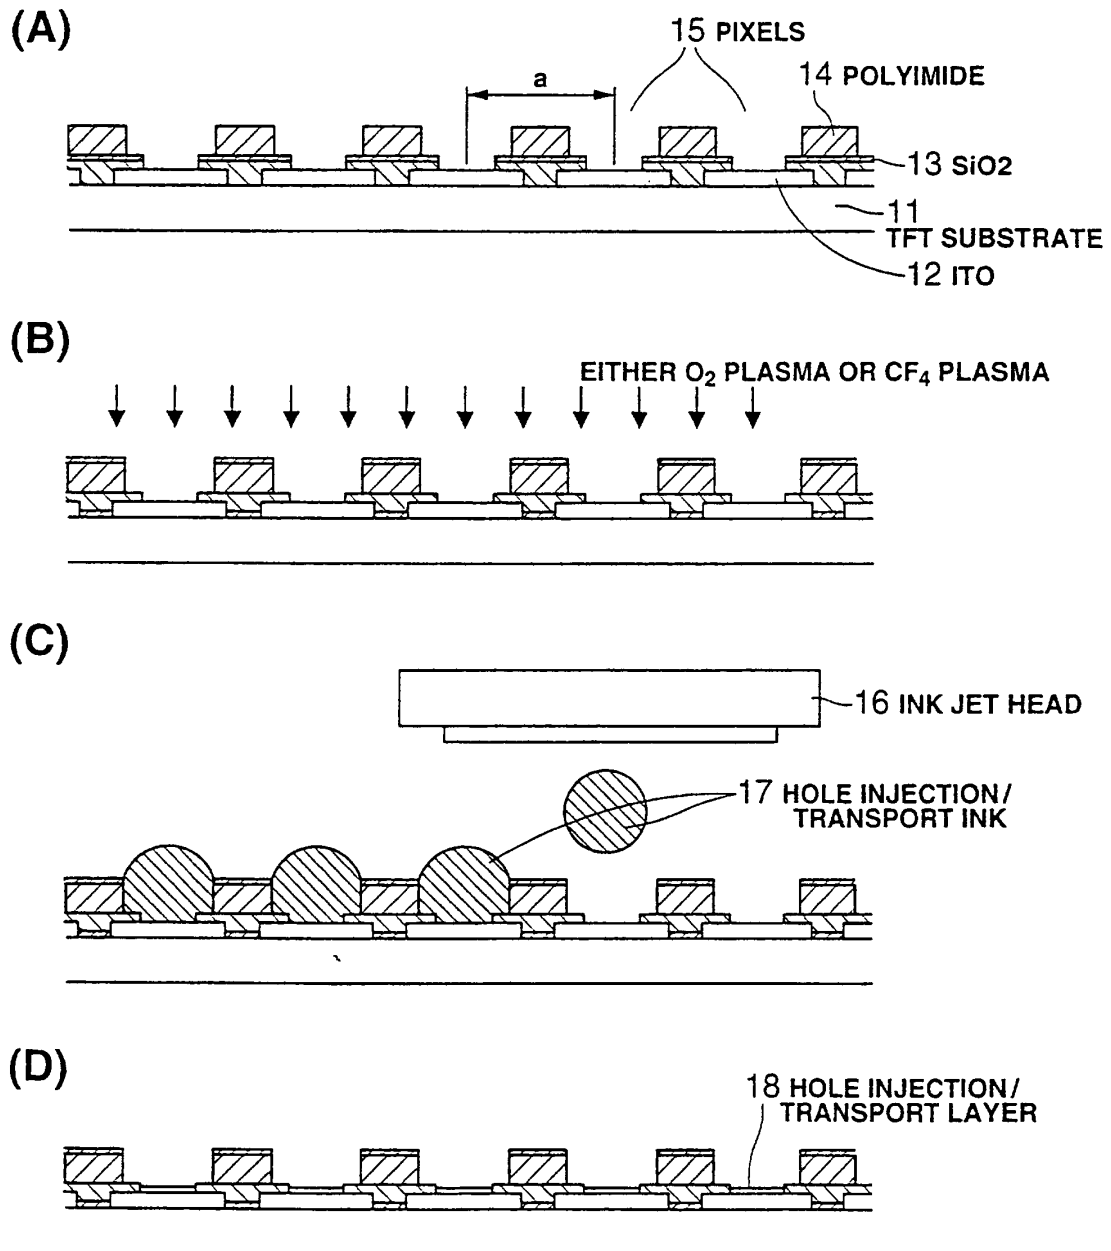 (A)
15 PIXELS
a
14 POLYIMIDE
13 SiO2
11
TFT SUBSTRATE
12 ITO
(B)
EITHER O₂ PLASMA OR CF₄ PLASMA
(C)
16 INK JET HEAD
17 HOLE INJECTION/
TRANSPORT INK
(D)
18 HOLE INJECTION/
TRANSPORT LAYER